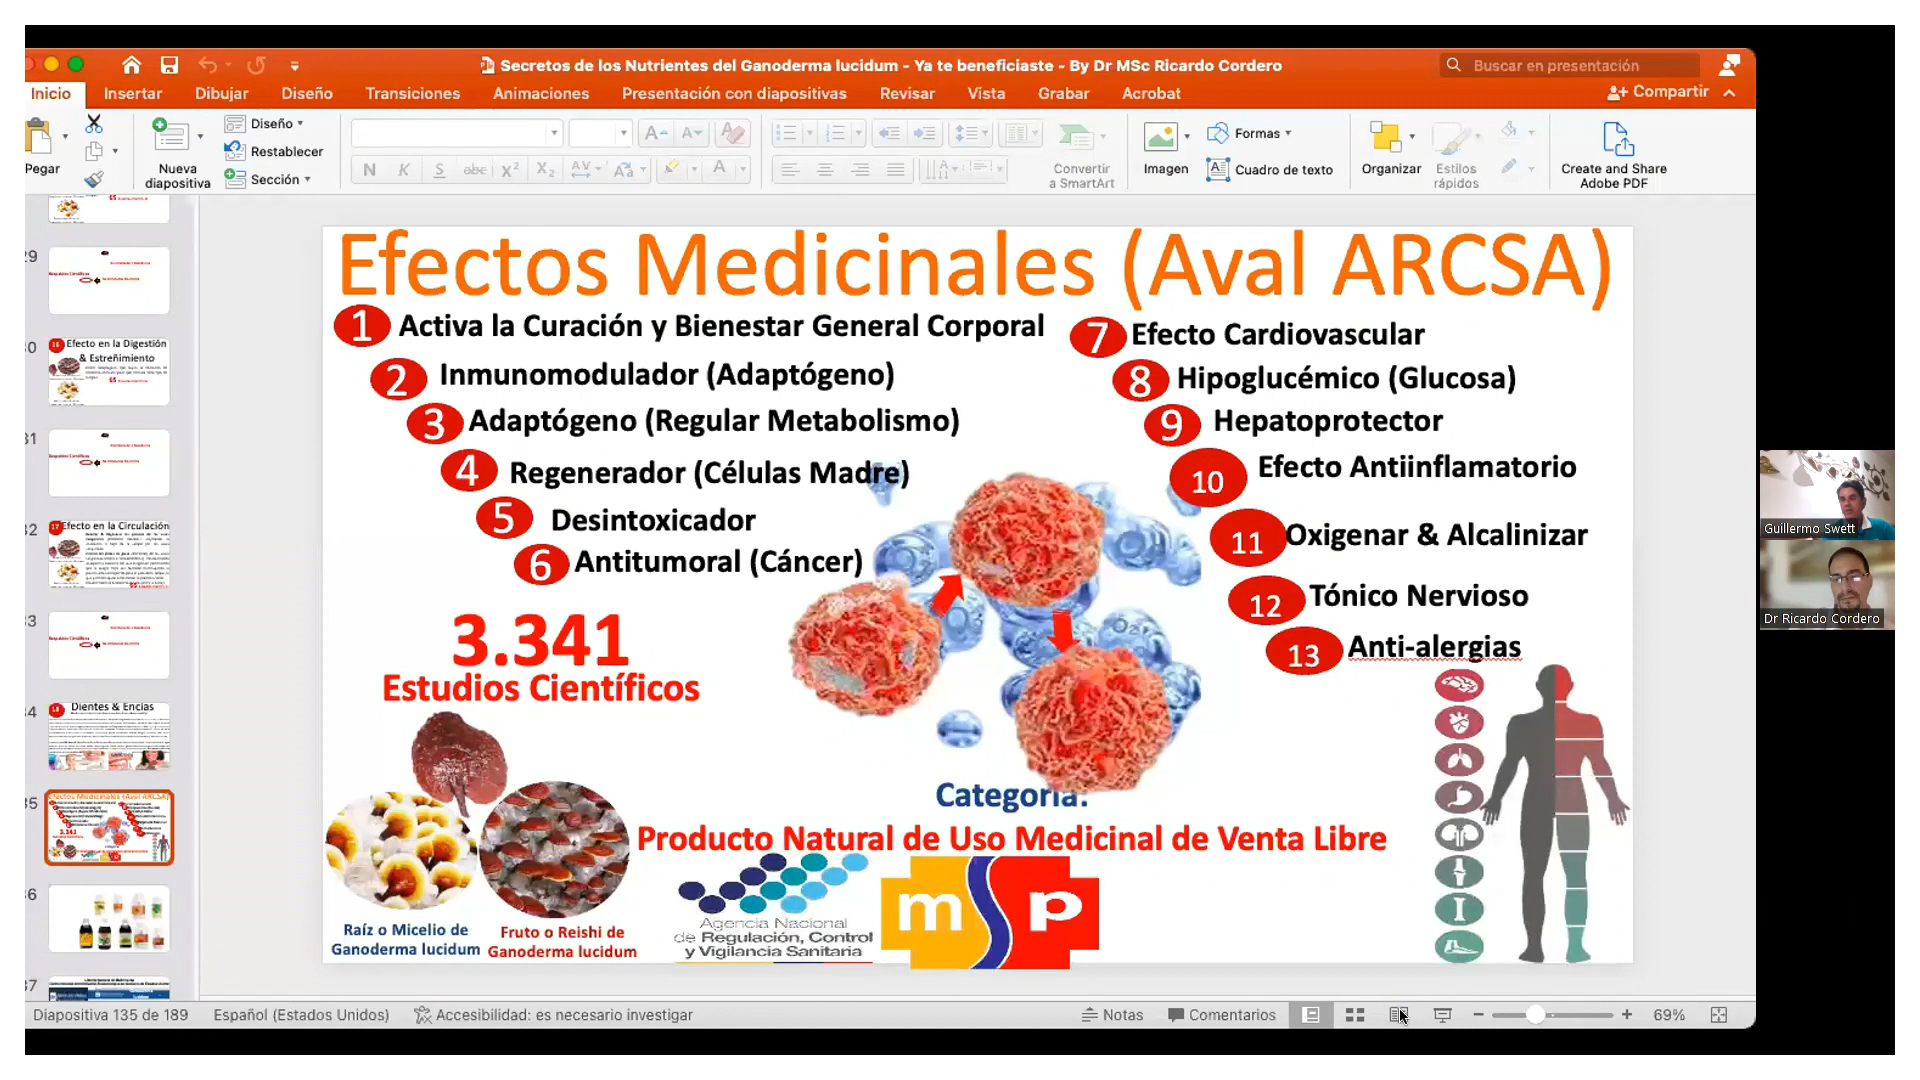 Secretos de los Nutrientes del Ganoderma lucidum - Ya te beneficiaste - By Dr MSc Ricardo Cordero
Buscar en presentación
Inicio
Insertar
Dibujar
Diseño
Transiciones
Animaciones
Presentación con diapositivas
Revisar
Vista
Grabar
Acrobat
Compartir
Pegar
Nueva
diapositiva
Diseño
Restablecer
Sección
N K S abc X² X₂ AV Aa A
Convertir
a SmartArt
Imagen
Formas
Cuadro de texto
Organizar
Estilos
rápidos
Create and Share
Adobe PDF
Efecto en la Digestión
& Estreñimiento
Efecto en la Circulación
Dientes & Encias
Efectos Medicinales (Aval ARCSA)
1 Activa la Curación y Bienestar General Corporal
2 Inmunomodulador (Adaptógeno)
3 Adaptógeno (Regular Metabolismo)
4 Regenerador (Células Madre)
5 Desintoxicador
6 Antitumoral (Cáncer)
7 Efecto Cardiovascular
8 Hipoglucémico (Glucosa)
9 Hepatoprotector
10 Efecto Antiinflamatorio
11 Oxigenar & Alcalinizar
12 Tónico Nervioso
13 Anti-alergias
3.341
Estudios Científicos
Categoría:
Producto Natural de Uso Medicinal de Venta Libre
Raíz o Micelio de
Ganoderma lucidum
Fruto o Reishi de
Ganoderma lucidum
Agencia Nacional
de Regulación, Control
y Vigilancia Sanitaria
msp
Guillermo Swett
Dr Ricardo Cordero
Diapositiva 135 de 189
Español (Estados Unidos)
Accesibilidad: es necesario investigar
Notas
Comentarios
69%